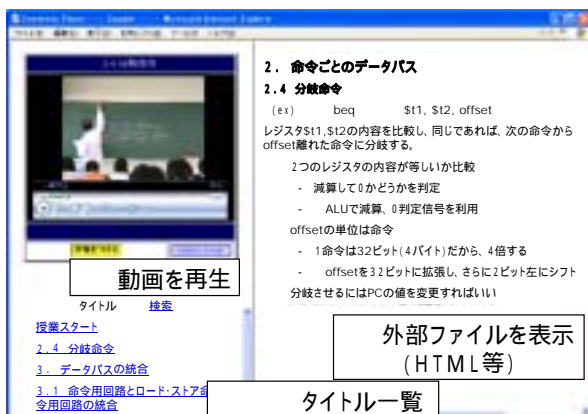 動画を再生
タイトル 検索
授業スタート
2.4 分岐命令
3. データパスの統合
3.1 命令用回路とロード・ストア命
令用回路の統合
タイトル一覧
2. 命令ごとのデータパス
2.4 分岐命令
(ex) beq $t1, $t2, offset
レジスタ$t1,$t2の内容を比較し、同じであれば、次の命令から
offset離れた命令に分岐する。
2つのレジスタの内容が等しいか比較
- 減算して0かどうかを判定
- ALUで減算、0判定信号を利用
offsetの単位は命令
- 1命令は32ビット(4バイト)だから、4倍する
- offsetを32ビットに拡張し、さらに2ビット左にシフト
分岐させるにはPCの値を変更すればいい
外部ファイルを表示
(HTML等)